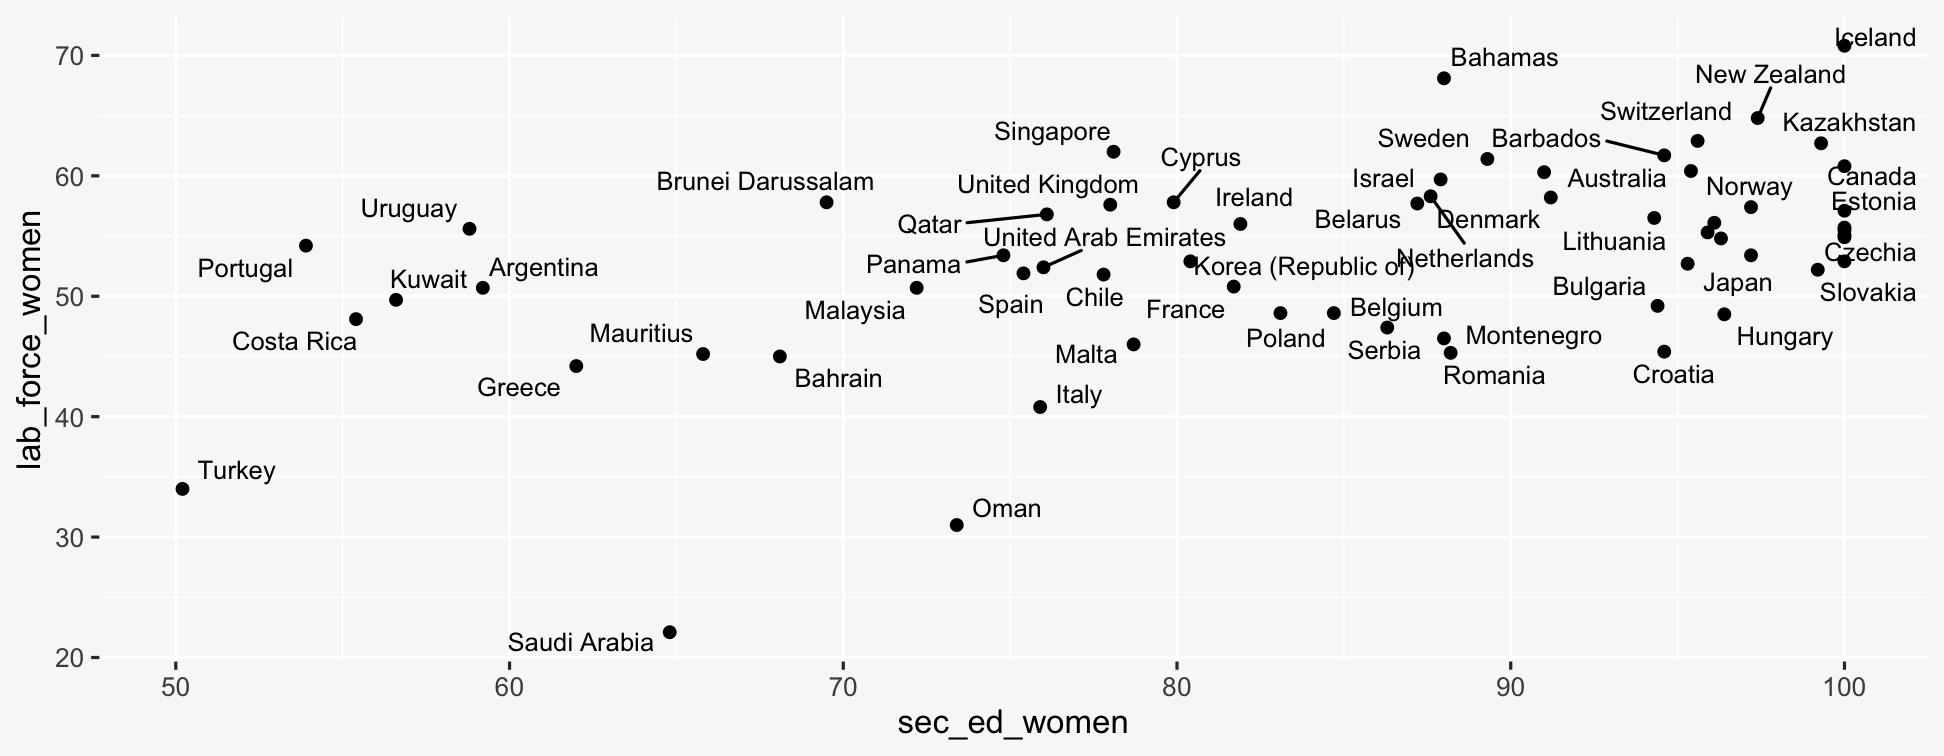 Iceland
70
Bahamas
New Zealand
Switzerland
Kazakhstan
Singapore
Sweden
Barbados
Cyprus
60
Brunei Darussalam
United Kingdom
Israel
Australia
Norway
Canada
Uruguay
Qatar
Ireland
Belarus
Denmark
Estonia
United Arab Emirates
Lithuania
Portugal
Kuwait
Argentina
Panama
Korea (Republic of)
Netherlands
Czechia
50
Malaysia
Spain
Chile
France
Belgium
Bulgaria
Japan
Slovakia
Costa Rica
Mauritius
Poland
Montenegro
Hungary
Malta
Serbia
Greece
Bahrain
Romania
Croatia
Italy
40
lab_force_women
Turkey
Oman
30
Saudi Arabia
20
50 60 70 80 90 100
sec_ed_women